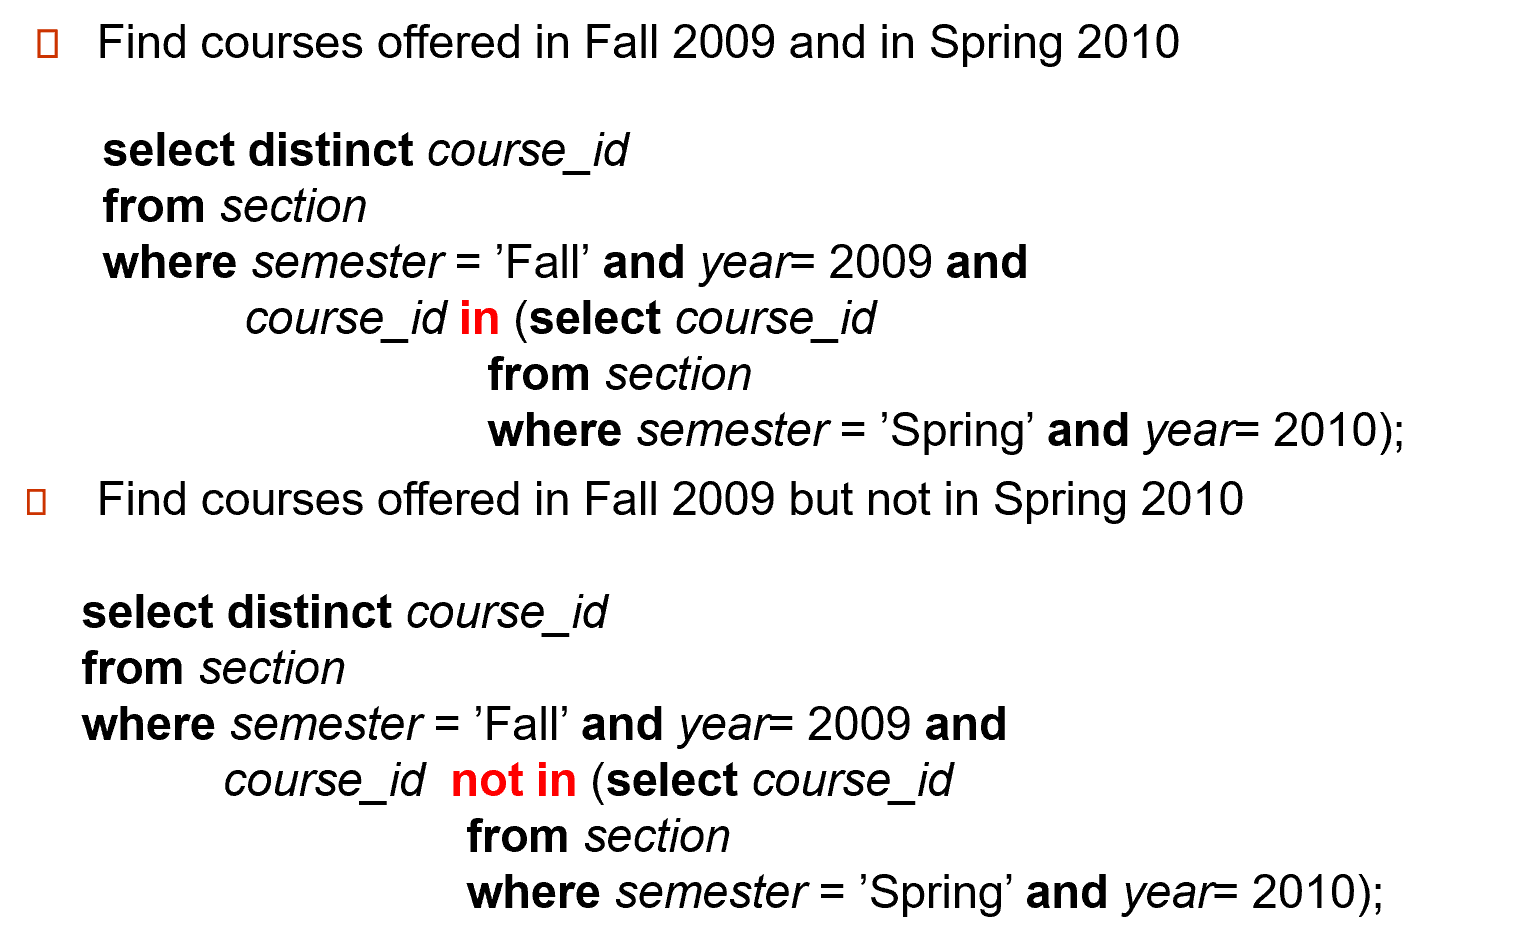 Find courses offered in Fall 2009 and in Spring 2010
select distinct course_id
from section
where semester = ’Fall’ and year= 2009 and
course_id in (select course_id
from section
where semester = ’Spring’ and year= 2010);
Find courses offered in Fall 2009 but not in Spring 2010
select distinct course_id
from section
where semester = ’Fall’ and year= 2009 and
course_id not in (select course_id
from section
where semester = ’Spring’ and year= 2010);